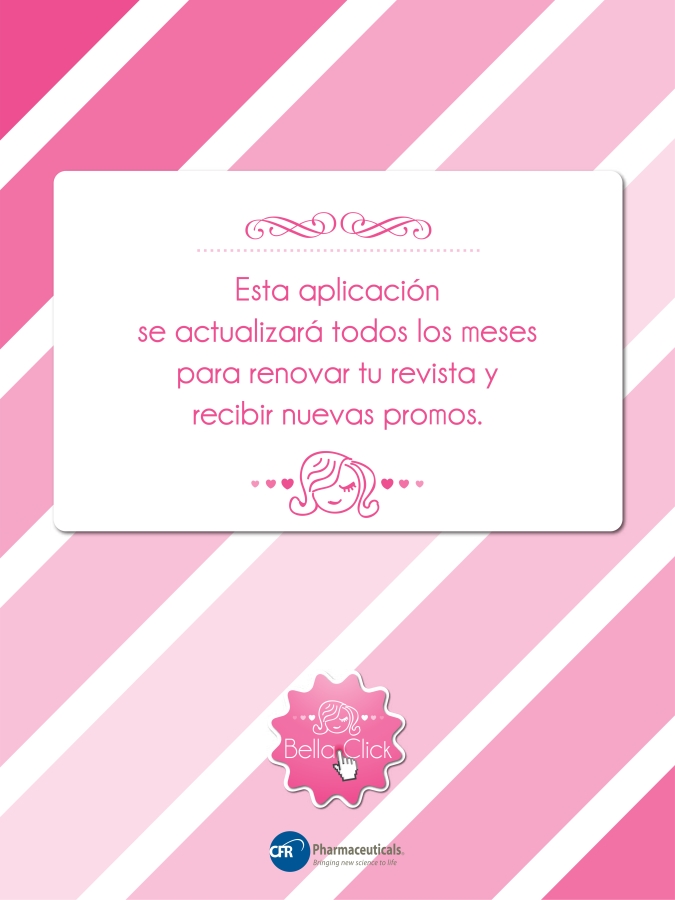 Esta aplicación
se actualizará todos los meses
para renovar tu revista y
recibir nuevas promos.
Bella Click
CFR Pharmaceuticals.
Bringing new science to life